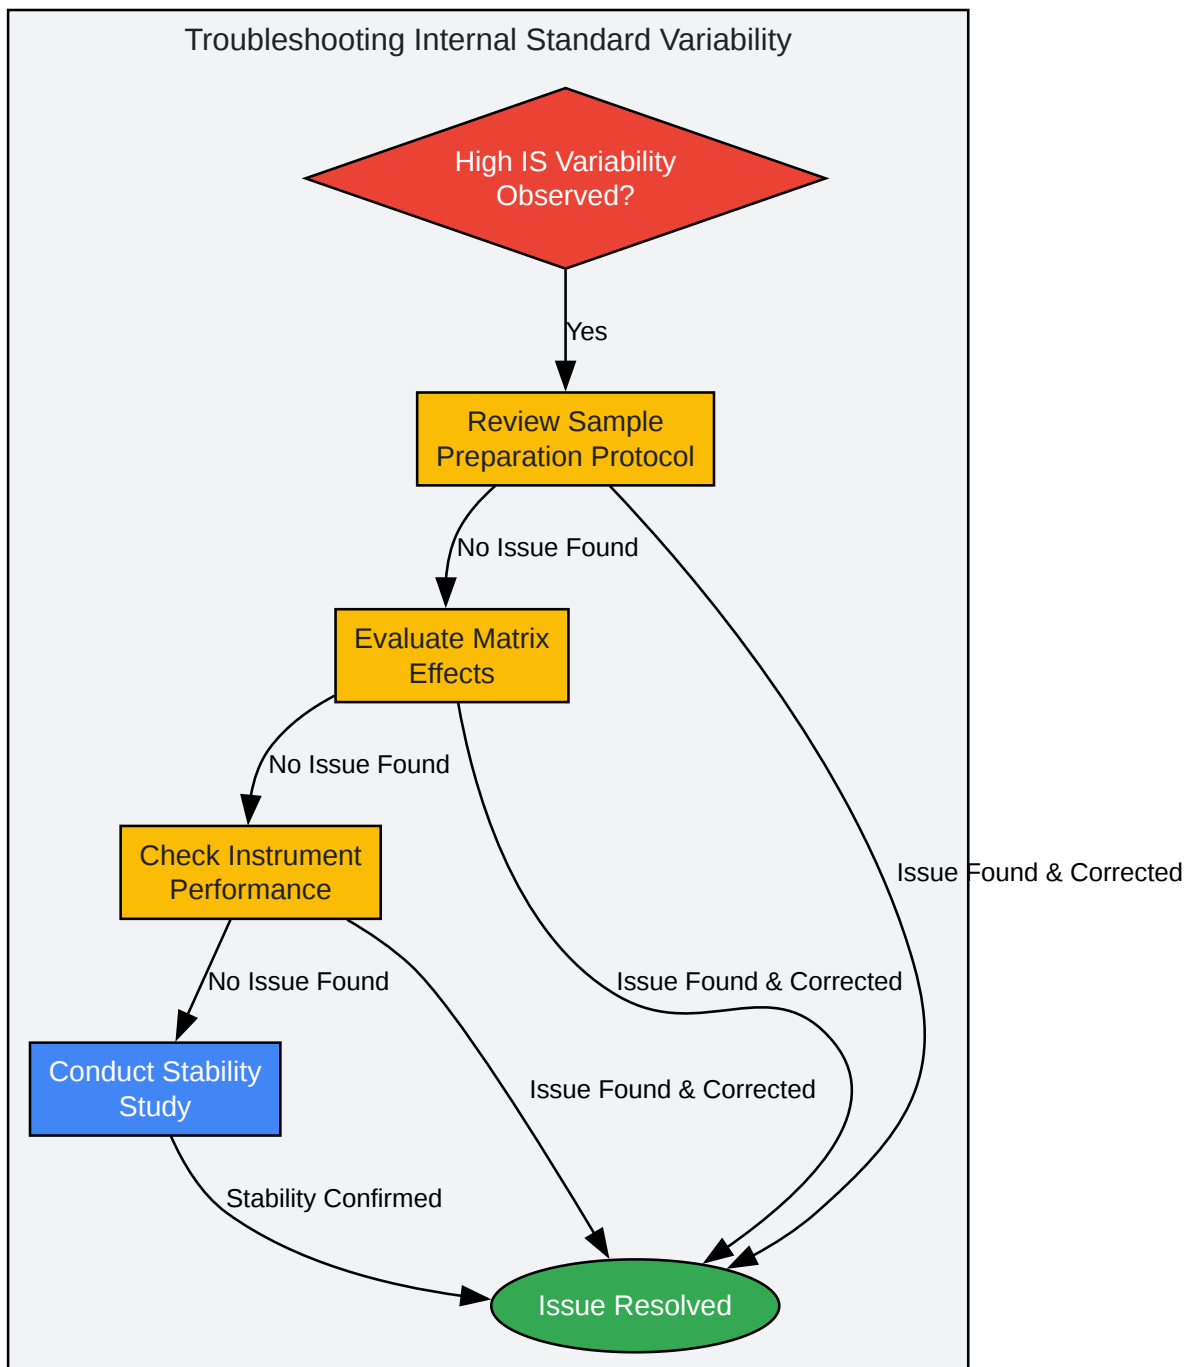 Troubleshooting Internal Standard Variability
High IS Variability
Observed?
Yes
Review Sample
Preparation Protocol
No Issue Found
Evaluate Matrix
Effects
No Issue Found
Check Instrument
Performance
Issue Found & Corrected
No Issue Found
Issue Found & Corrected
Conduct Stability
Study
Issue Found & Corrected
Stability Confirmed
Issue Resolved